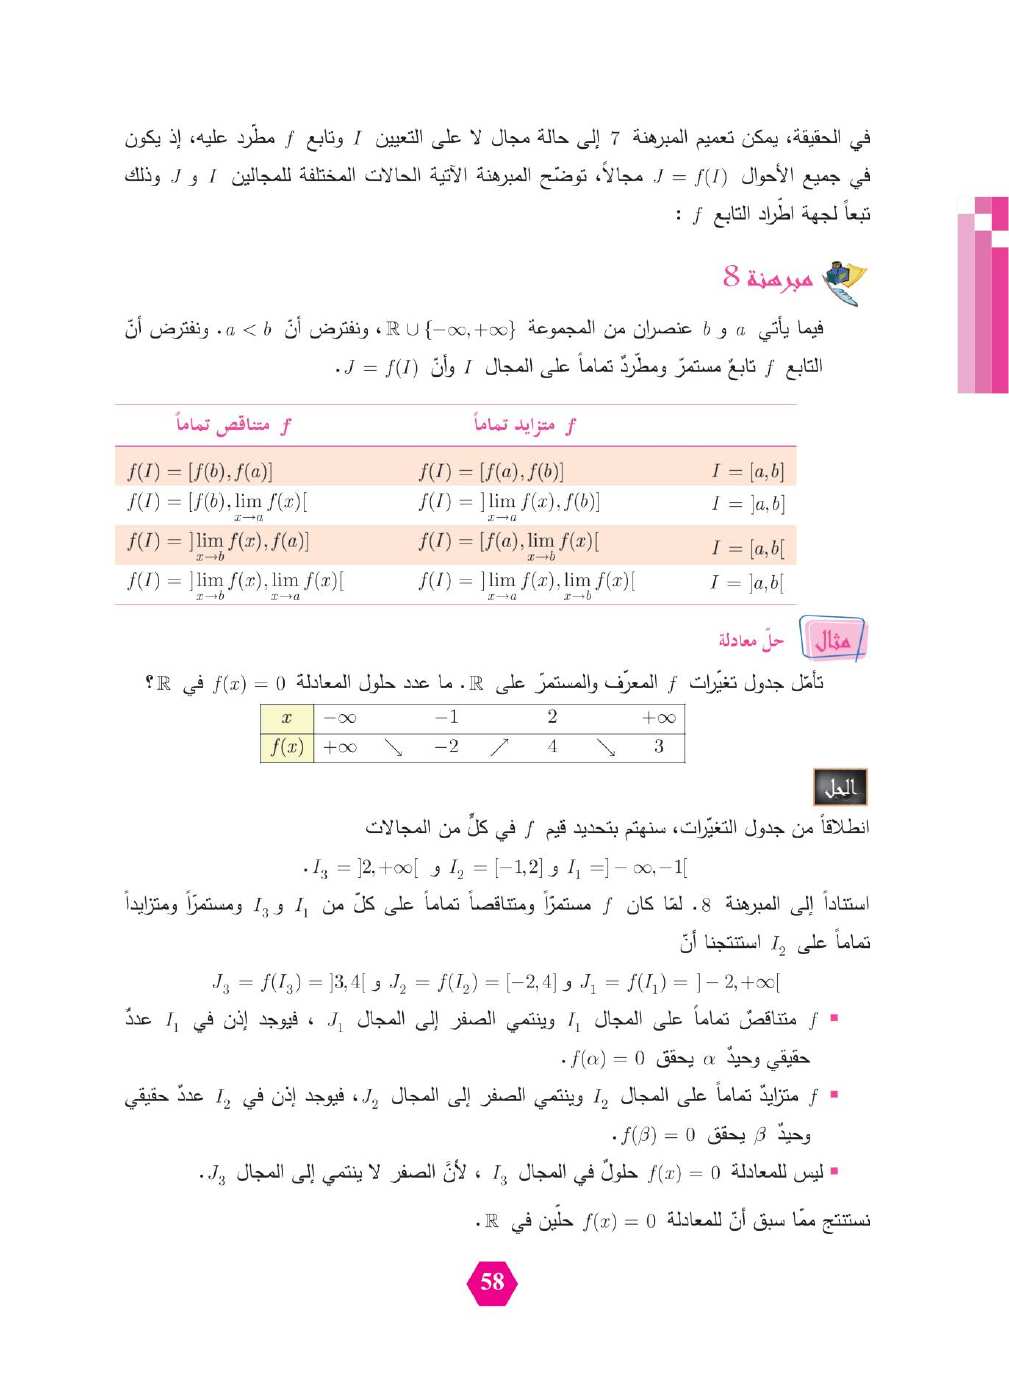 في الحقيقة، يمكن تعميم المبرهنة 7 إلى حالة مجال لا على التعيين I وتابع f مطّرد عليه، إذ يكون
في جميع الأحوال J = f(I) مجالاً، توضّح المبرهنة الآتية الحالات المختلفة للمجالين I و J وذلك
تبعاً لجهة اطّراد التابع f :
مبرهنة 8
فيما يأتي a و b عنصران من المجموعة ℝ ∪ {−∞,+∞} ، ونفترض أنّ a < b . ونفترض أنّ
التابع f تابعٌ مستمرّ ومطّردٌ تماماً على المجال I وأنّ J = f(I) .
f متزايد تماماً f متناقص تماماً
I = [a,b] f(I) = [f(a),f(b)] f(I) = [f(b),f(a)]
I = ]a,b] f(I) = ]lim x→a f(x),f(b)] f(I) = [f(b),lim x→a f(x)[
I = [a,b[ f(I) = [f(a),lim x→b f(x)[ f(I) = ]lim x→b f(x),f(a)]
I = ]a,b[ f(I) = ]lim x→a f(x),lim x→b f(x)[ f(I) = ]lim x→b f(x),lim x→a f(x)[
مثال حلّ معادلة
تأمّل جدول تغيّرات f المعرّف والمستمرّ على ℝ . ما عدد حلول المعادلة f(x) = 0 في ℝ ؟
x −∞ −1 2 +∞
f(x) +∞ ↘ −2 ↗ 4 ↘ 3
الحل
انطلاقاً من جدول التغيّرات، سنهتم بتحديد قيم f في كلٍّ من المجالات
I₁ =]− ∞,−1[ و I₂ = [−1,2] و I₃ = ]2,+∞[ .
استناداً إلى المبرهنة 8 . لمّا كان f مستمرّاً ومتناقصاً تماماً على كلّ من I₁ و I₃ ومستمرّاً ومتزايداً
تماماً على I₂ استنتجنا أنّ
J₁ = f(I₁) = ]− 2,+∞[ و J₂ = f(I₂) = [−2,4] و J₃ = f(I₃) = ]3,4[
▪ f متناقصٌ تماماً على المجال I₁ وينتمي الصفر إلى المجال J₁ ، فيوجد إذن في I₁ عددٌ
حقيقي وحيدٌ α يحقق f(α) = 0 .
▪ f متزايدٌ تماماً على المجال I₂ وينتمي الصفر إلى المجال J₂ ، فيوجد إذن في I₂ عددٌ حقيقي
وحيدٌ β يحقق f(β) = 0 .
▪ ليس للمعادلة f(x) = 0 حلولٌ في المجال I₃ ، لأنَّ الصفر لا ينتمي إلى المجال J₃ .
نستنتج ممّا سبق أنّ للمعادلة f(x) = 0 حلّين في ℝ .
58